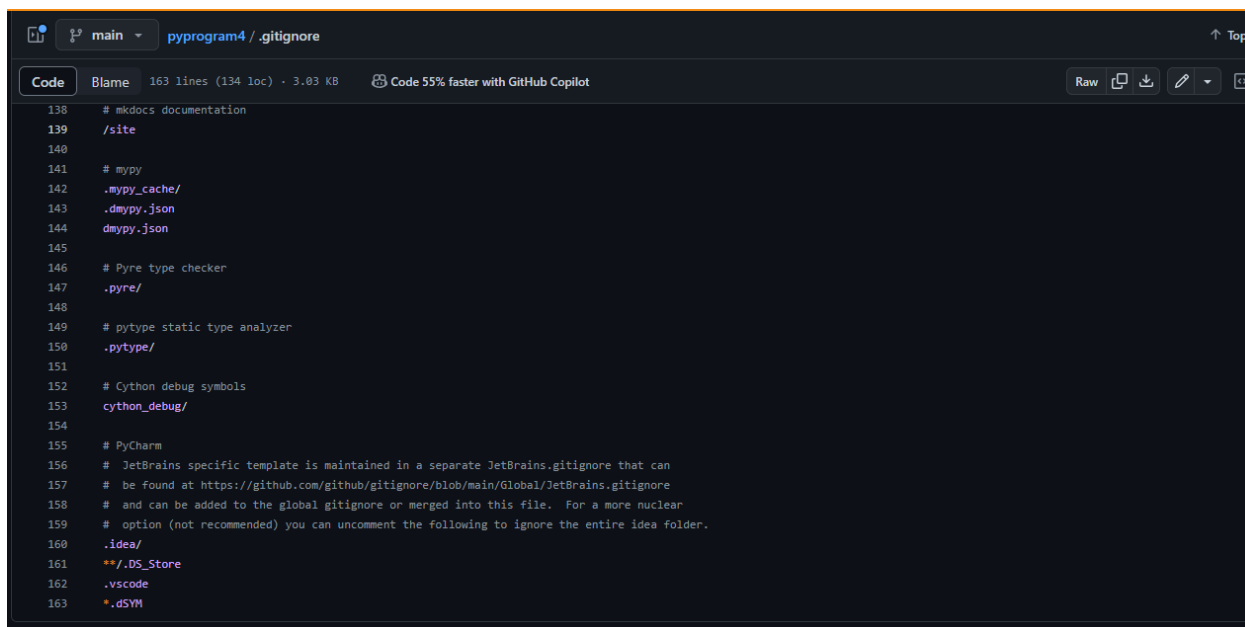 main pyprogram4 / .gitignore Top
Code Blame 163 lines (134 loc) · 3.03 KB Code 55% faster with GitHub Copilot Raw
138 # mkdocs documentation
139 /site
140
141 # mypy
142 .mypy_cache/
143 .dmypy.json
144 dmypy.json
145
146 # Pyre type checker
147 .pyre/
148
149 # pytype static type analyzer
150 .pytype/
151
152 # Cython debug symbols
153 cython_debug/
154
155 # PyCharm
156 #  JetBrains specific template is maintained in a separate JetBrains.gitignore that can
157 #  be found at https://github.com/github/gitignore/blob/main/Global/JetBrains.gitignore
158 #  and can be added to the global gitignore or merged into this file.  For a more nuclear
159 #  option (not recommended) you can uncomment the following to ignore the entire idea folder.
160 .idea/
161 **/.DS_Store
162 .vscode
163 *.dSYM